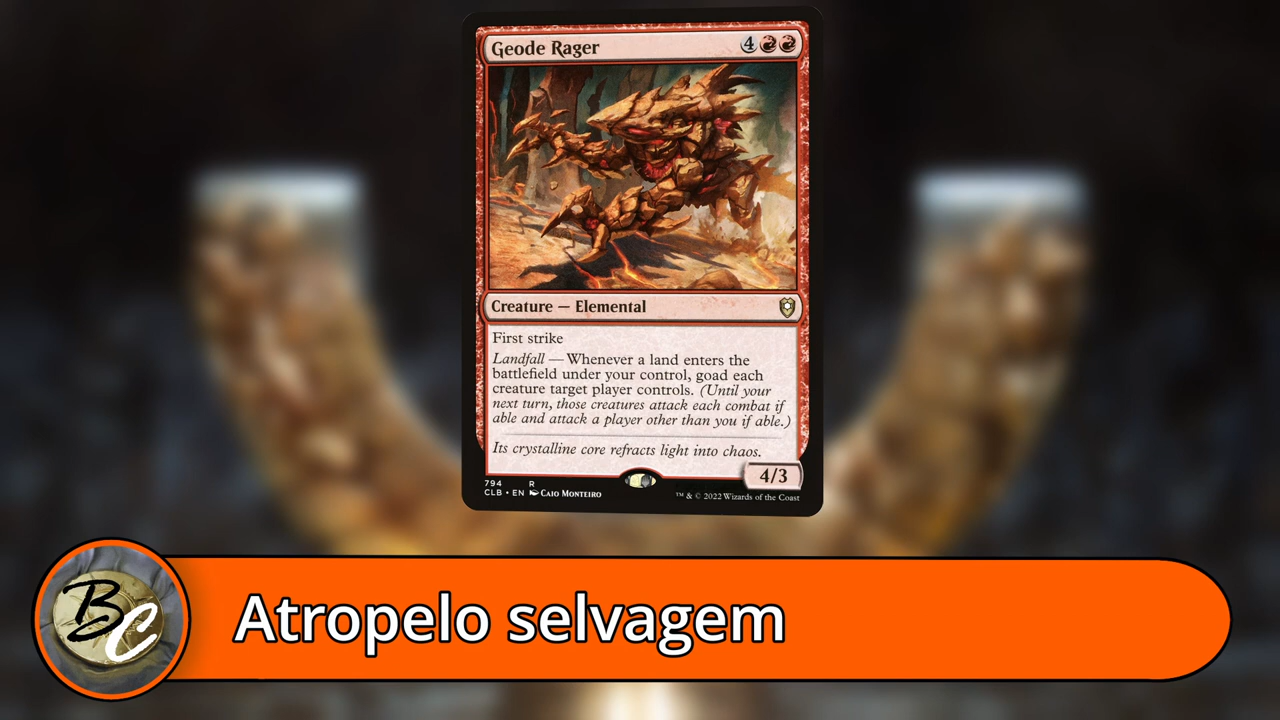 Geode Rager 4
Creature — Elemental
First strike
Landfall — Whenever a land enters the
battlefield under your control, goad each
creature target player controls. (Until your
next turn, those creatures attack each combat if
able and attack a player other than you if able.)
Its crystalline core refracts light into chaos.
4/3
794 R
CLB • EN Caio Monteiro
™ & © 2022 Wizards of the Coast
BC
Atropelo selvagem